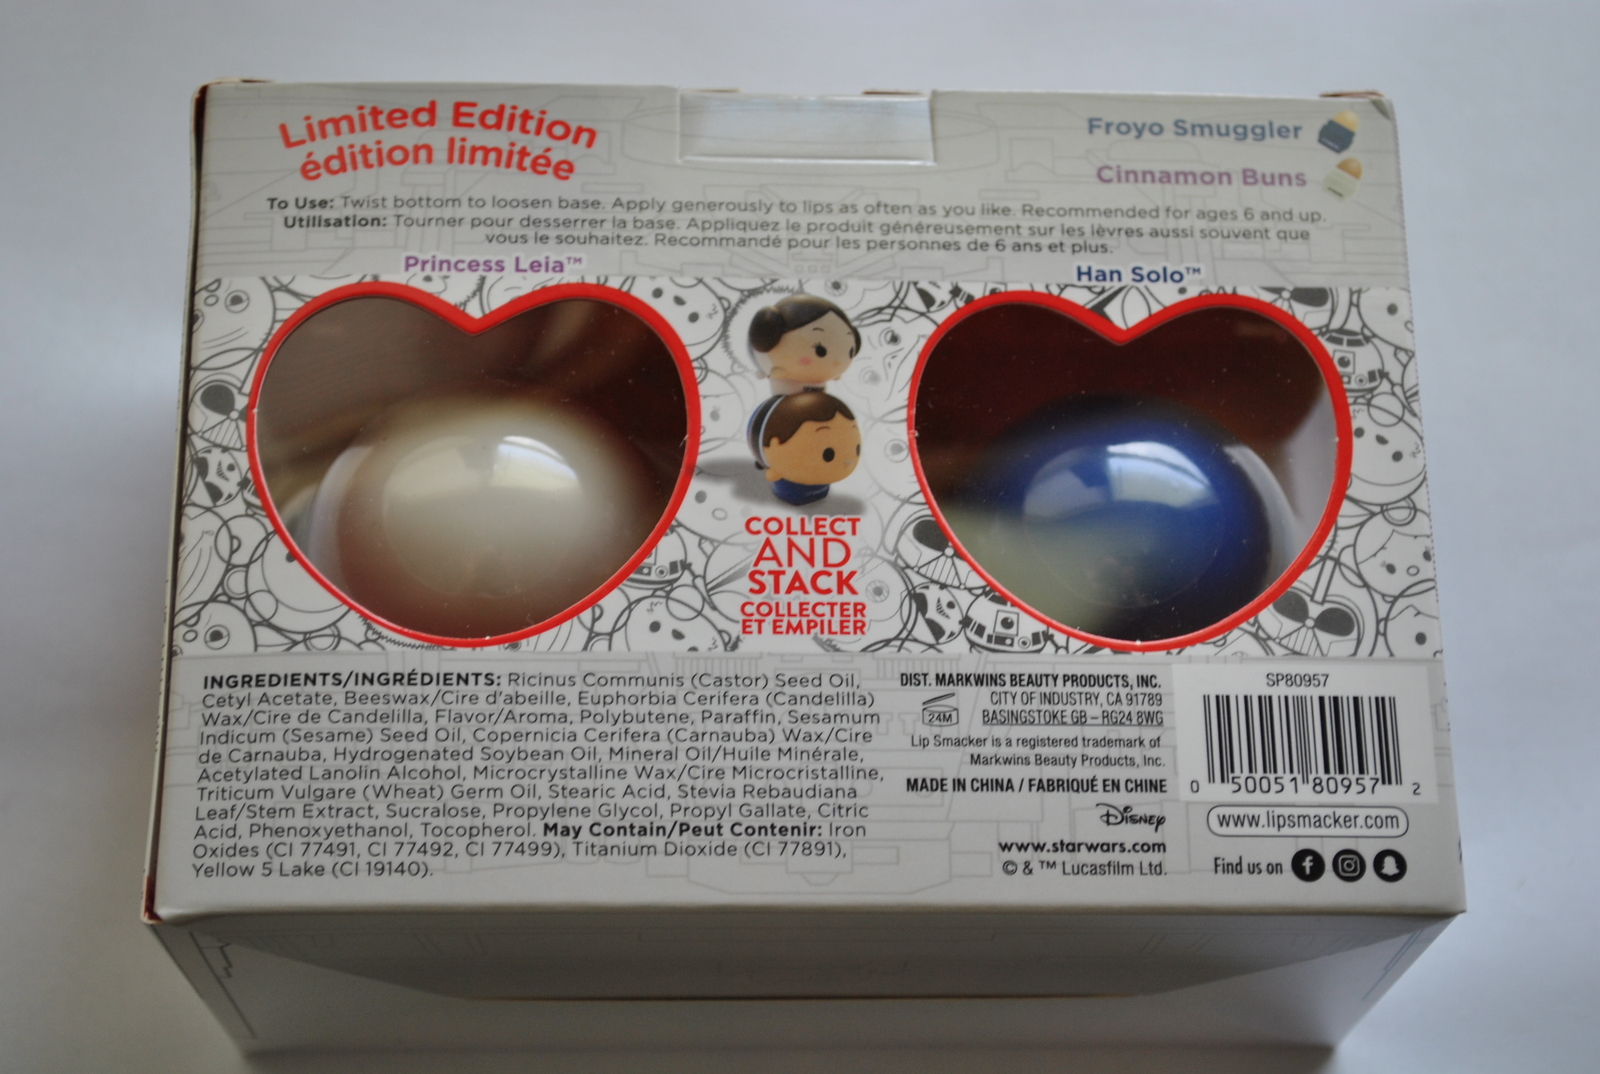 Limited Edition
édition limitée
Froyo Smuggler
Cinnamon Buns
To Use: Twist bottom to loosen base. Apply generously to lips as often as you like. Recommended for ages 6 and up.
Utilisation: Tourner pour desserrer la base. Appliquez le produit généreusement sur les lèvres aussi souvent que
vous le souhaitez. Recommandé pour les personnes de 6 ans et plus.
Princess Leia™
Han Solo™
COLLECT
AND
STACK
COLLECTER
ET EMPILER
INGREDIENTS/INGRÉDIENTS: Ricinus Communis (Castor) Seed Oil,
Cetyl Acetate, Beeswax/Cire d'abeille, Euphorbia Cerifera (Candelilla)
Wax/Cire de Candelilla, Flavor/Aroma, Polybutene, Paraffin, Sesamum
Indicum (Sesame) Seed Oil, Copernicia Cerifera (Carnauba) Wax/Cire
de Carnauba, Hydrogenated Soybean Oil, Mineral Oil/Huile Minérale,
Acetylated Lanolin Alcohol, Microcrystalline Wax/Cire Microcristalline,
Triticum Vulgare (Wheat) Germ Oil, Stearic Acid, Stevia Rebaudiana
Leaf/Stem Extract, Sucralose, Propylene Glycol, Propyl Gallate, Citric
Acid, Phenoxyethanol, Tocopherol. May Contain/Peut Contenir: Iron
Oxides (CI 77491, CI 77492, CI 77499), Titanium Dioxide (CI 77891),
Yellow 5 Lake (CI 19140).
DIST. MARKWINS BEAUTY PRODUCTS, INC.
CITY OF INDUSTRY, CA 91789
BASINGSTOKE GB – RG24 8WG
24M
Lip Smacker is a registered trademark of
Markwins Beauty Products, Inc.
MADE IN CHINA / FABRIQUÉ EN CHINE
Disney
www.starwars.com
© & ™ Lucasfilm Ltd.
SP80957
0 50051 80957 2
www.lipsmacker.com
Find us on